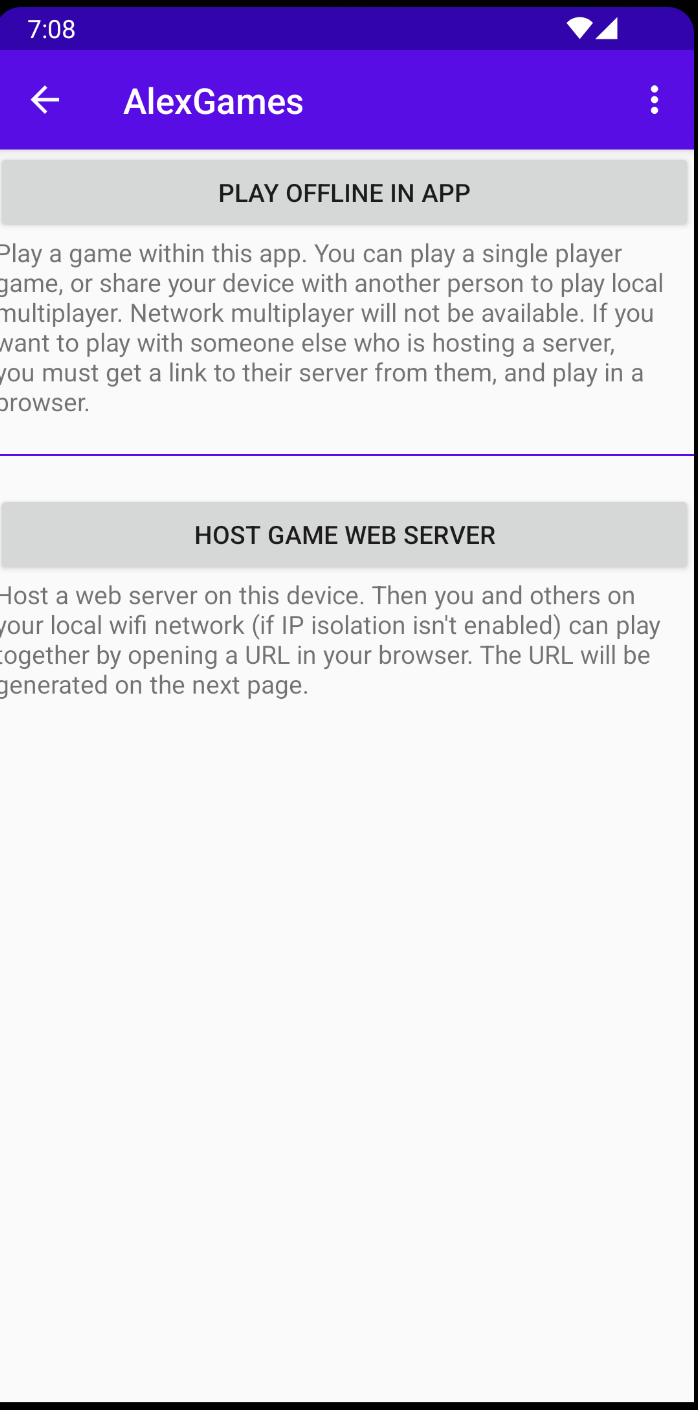 7:08
AlexGames
PLAY OFFLINE IN APP
Play a game within this app. You can play a single player
game, or share your device with another person to play local
multiplayer. Network multiplayer will not be available. If you
want to play with someone else who is hosting a server,
you must get a link to their server from them, and play in a
browser.
HOST GAME WEB SERVER
Host a web server on this device. Then you and others on
your local wifi network (if IP isolation isn't enabled) can play
together by opening a URL in your browser. The URL will be
generated on the next page.